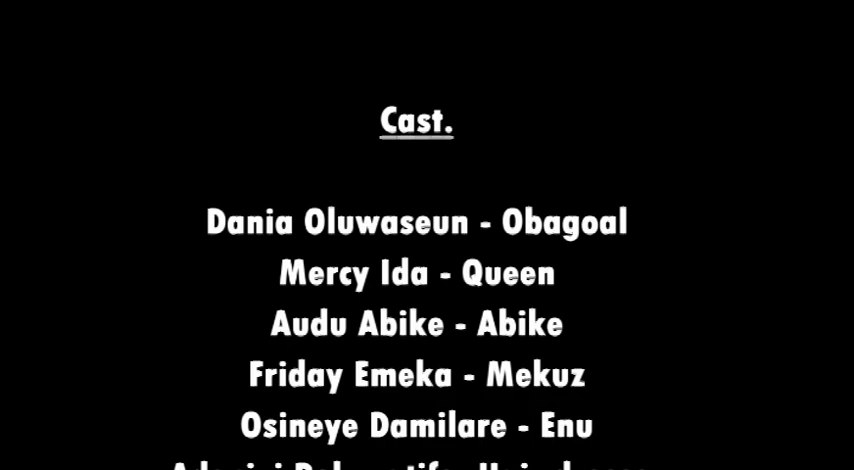 Cast.
Dania Oluwaseun - Obagoal
Mercy Ida - Queen
Audu Abike - Abike
Friday Emeka - Mekuz
Osineye Damilare - Enu